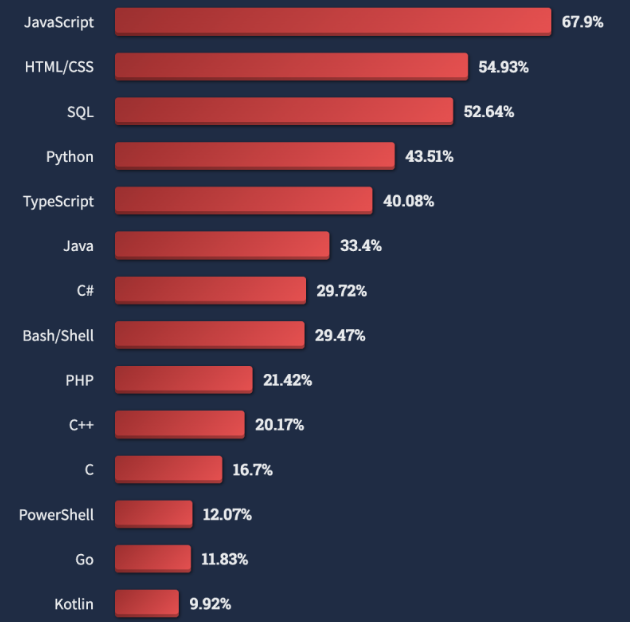 JavaScript 67.9%
HTML/CSS 54.93%
SQL 52.64%
Python 43.51%
TypeScript 40.08%
Java 33.4%
C# 29.72%
Bash/Shell 29.47%
PHP 21.42%
C++ 20.17%
C 16.7%
PowerShell 12.07%
Go 11.83%
Kotlin 9.92%